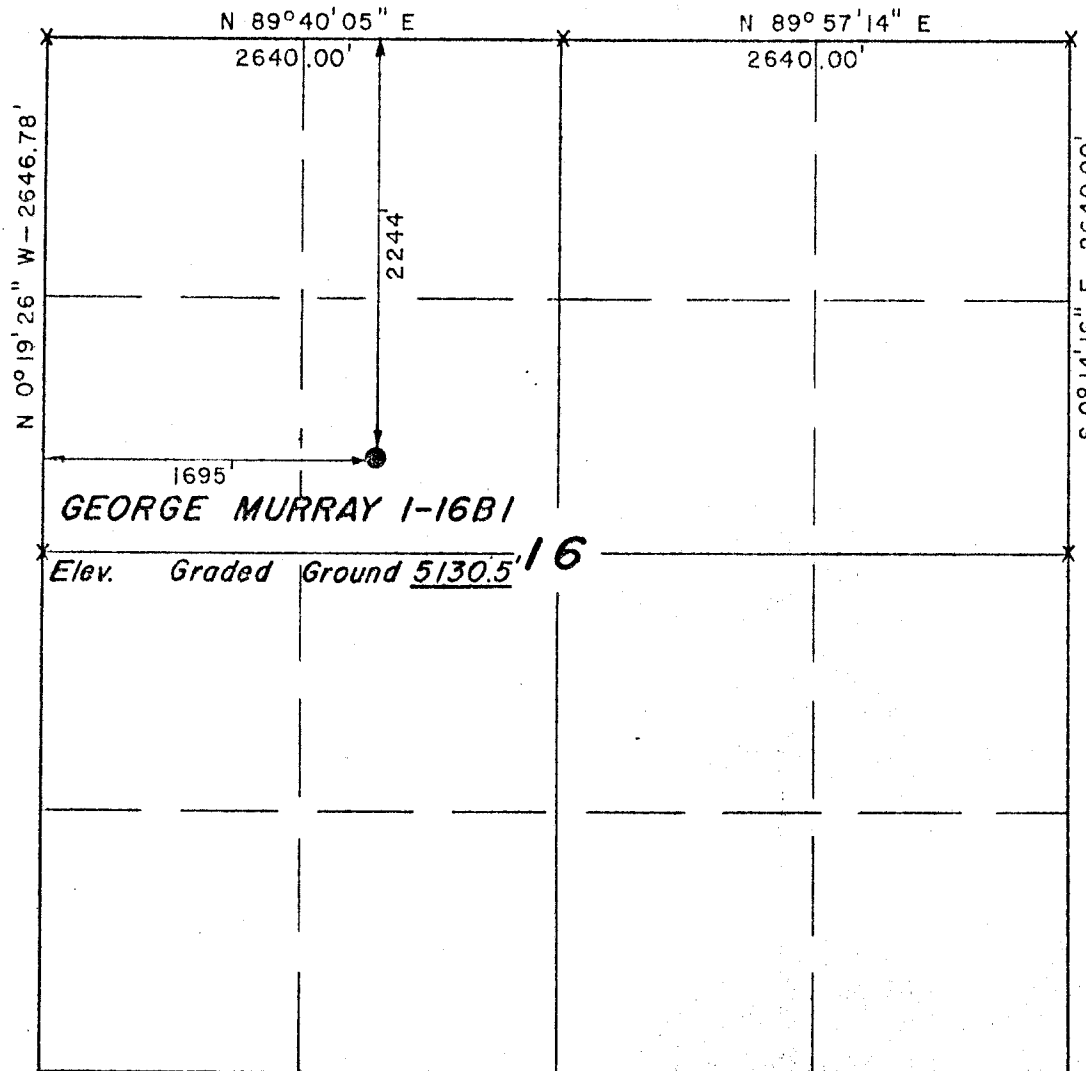 N 89°40'05" E
N 89°57'14" E
2640.00'
2640.00'
N 0°19'26" W – 2646.78'
2244'
1695'
GEORGE MURRAY 1-16B1
16
Elev. Graded Ground 5130.5'